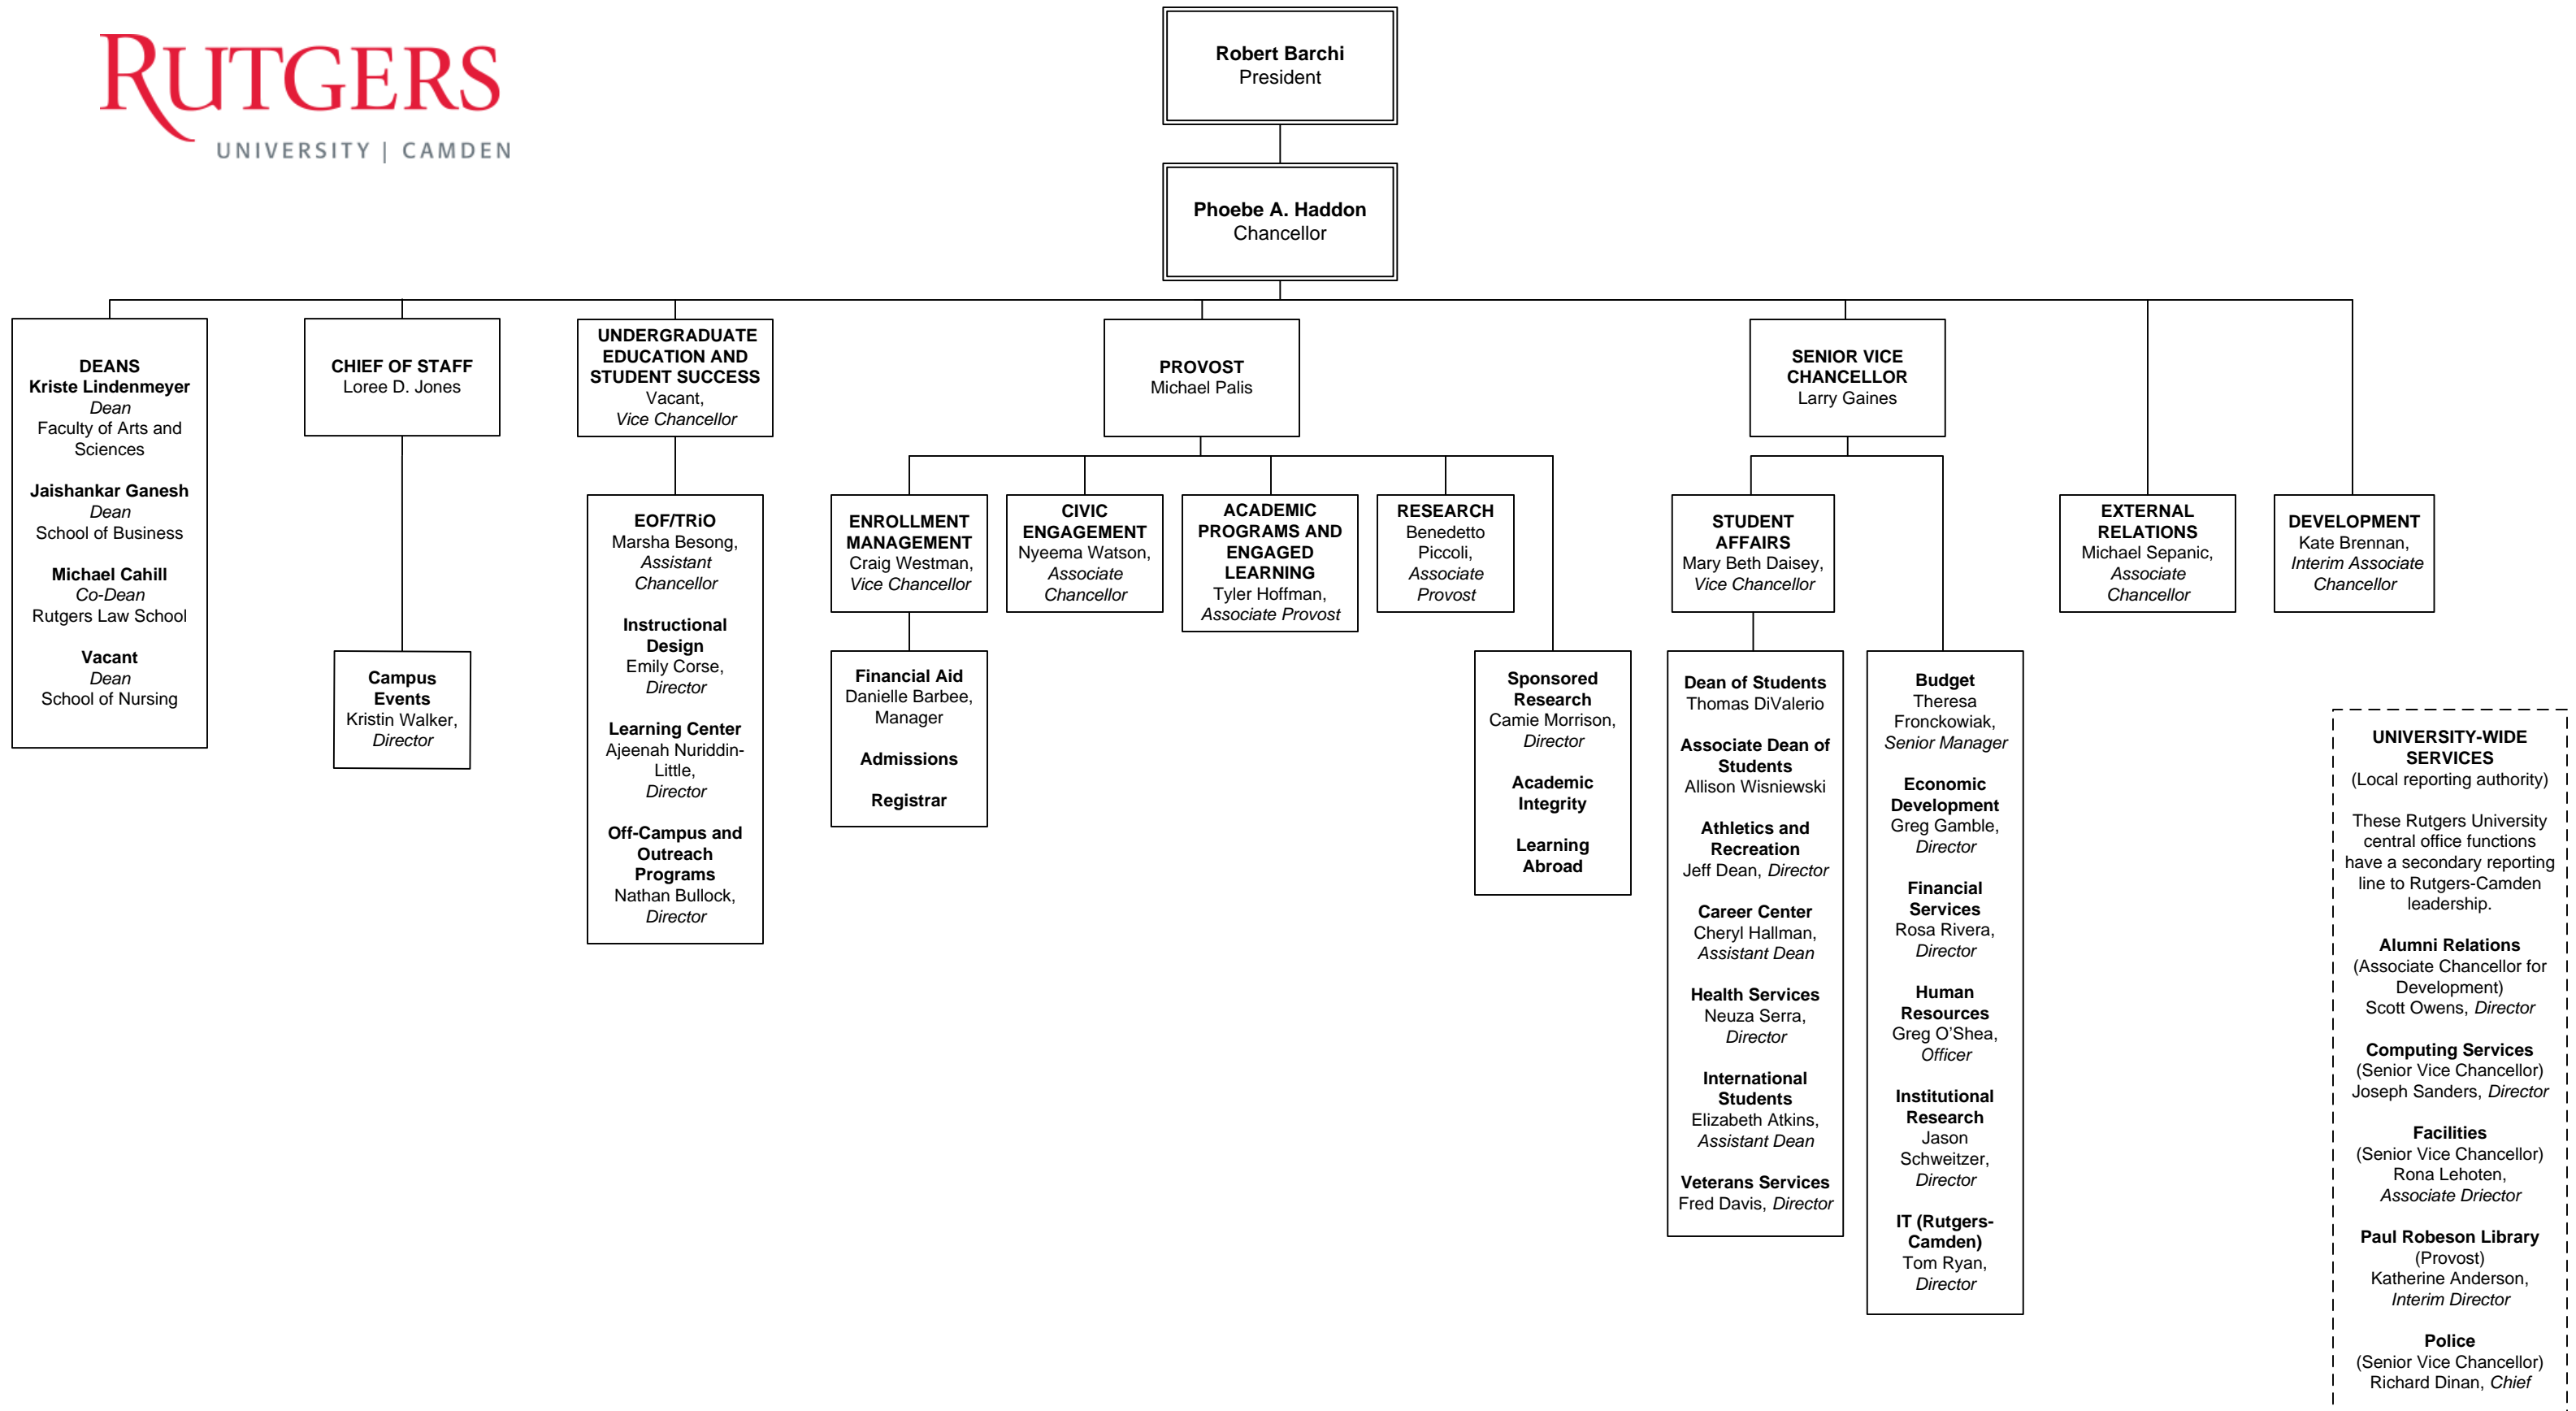 RUTGERS
UNIVERSITY | CAMDEN
Robert Barchi
President
Phoebe A. Haddon
Chancellor
DEANS
Kriste Lindenmeyer
Dean
Faculty of Arts and
Sciences
Jaishankar Ganesh
Dean
School of Business
Michael Cahill
Co-Dean
Rutgers Law School
Vacant
Dean
School of Nursing
CHIEF OF STAFF
Loree D. Jones
Campus
Events
Kristin Walker,
Director
UNDERGRADUATE
EDUCATION AND
STUDENT SUCCESS
Vacant,
Vice Chancellor
EOF/TRiO
Marsha Besong,
Assistant
Chancellor
Instructional
Design
Emily Corse,
Director
Learning Center
Ajeenah Nuriddin-
Little,
Director
Off-Campus and
Outreach
Programs
Nathan Bullock,
Director
PROVOST
Michael Palis
ENROLLMENT
MANAGEMENT
Craig Westman,
Vice Chancellor
Financial Aid
Danielle Barbee,
Manager
Admissions
Registrar
CIVIC
ENGAGEMENT
Nyeema Watson,
Associate
Chancellor
ACADEMIC
PROGRAMS AND
ENGAGED
LEARNING
Tyler Hoffman,
Associate Provost
RESEARCH
Benedetto
Piccoli,
Associate
Provost
Sponsored
Research
Camie Morrison,
Director
Academic
Integrity
Learning
Abroad
SENIOR VICE
CHANCELLOR
Larry Gaines
STUDENT
AFFAIRS
Mary Beth Daisey,
Vice Chancellor
Dean of Students
Thomas DiValerio
Associate Dean of
Students
Allison Wisniewski
Athletics and
Recreation
Jeff Dean, Director
Career Center
Cheryl Hallman,
Assistant Dean
Health Services
Neuza Serra,
Director
International
Students
Elizabeth Atkins,
Assistant Dean
Veterans Services
Fred Davis, Director
Budget
Theresa
Fronckowiak,
Senior Manager
Economic
Development
Greg Gamble,
Director
Financial
Services
Rosa Rivera,
Director
Human
Resources
Greg O'Shea,
Officer
Institutional
Research
Jason
Schweitzer,
Director
IT (Rutgers-
Camden)
Tom Ryan,
Director
EXTERNAL
RELATIONS
Michael Sepanic,
Associate
Chancellor
DEVELOPMENT
Kate Brennan,
Interim Associate
Chancellor
UNIVERSITY-WIDE
SERVICES
(Local reporting authority)
These Rutgers University
central office functions
have a secondary reporting
line to Rutgers-Camden
leadership.
Alumni Relations
(Associate Chancellor for
Development)
Scott Owens, Director
Computing Services
(Senior Vice Chancellor)
Joseph Sanders, Director
Facilities
(Senior Vice Chancellor)
Rona Lehoten,
Associate Driector
Paul Robeson Library
(Provost)
Katherine Anderson,
Interim Director
Police
(Senior Vice Chancellor)
Richard Dinan, Chief